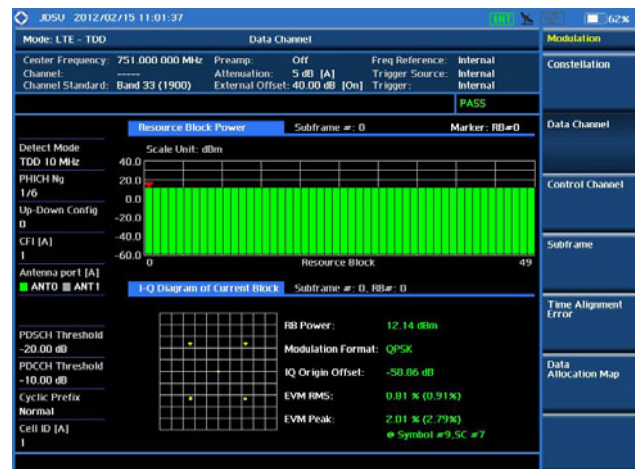 JDSU 2012/02/15 11:01:37 INT 62%
Mode: LTE - TDD Data Channel Modulation
Center Frequency: 751.000 000 MHz Preamp: Off Freq Reference: Internal
Channel: ----- Attenuation: 5 dB [A] Trigger Source: Internal
Channel Standard: Band 33 (1900) External Offset: 40.00 dB [On] Trigger: Internal
PASS
Resource Block Power Subframe #: 0 Marker: RB#0
Detect Mode
TDD 10 MHz
PHICH Ng
1/6
Up-Down Config
0
CFI [A]
1
Antenna port [A]
ANT0 ANT1
PDSCH Threshold
-20.00 dB
PDCCH Threshold
-10.00 dB
Cyclic Prefix
Normal
Cell ID [A]
1
Scale Unit: dBm
40.0
20.0
0.0
-20.0
-40.0
-60.0
0 Resource Block 49
I-Q Diagram of Current Block Subframe #: 0, RB#: 0
RB Power: 12.14 dBm
Modulation Format: QPSK
IQ Origin Offset: -58.86 dB
EVM RMS: 0.81 % (0.91%)
EVM Peak: 2.01 % (2.79%)
@ Symbol #9,SC #7
Constellation
Data Channel
Control Channel
Subframe
Time Alignment
Error
Data
Allocation Map